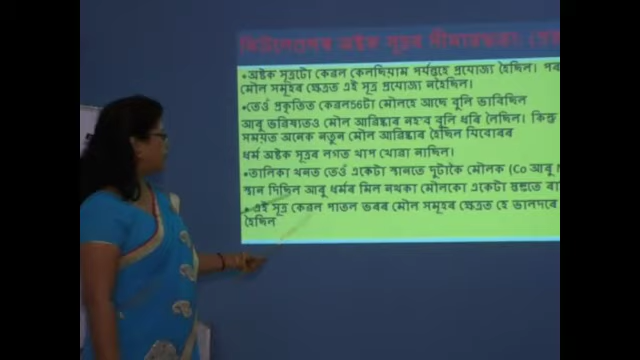 নিউলেণ্ডৰ অষ্টক সূত্ৰৰ সীমাবদ্ধতা:
•অষ্টক সূত্ৰটো কেৱল কেলছিয়াম পৰ্য্যন্তহে প্ৰযোজ্য হৈছিল।
মৌল সমূহৰ ক্ষেত্ৰত এই সূত্ৰ প্ৰযোজ্য নহৈছিল।
•তেওঁ প্ৰকৃতিত কেৱল56টা মৌলহে আছে বুলি ভাবিছিল
আৰু ভৱিষ্যতও মৌল আৱিষ্কাৰ নহ'ব বুলি ধৰি লৈছিল। কিন্তু
সময়ত অনেক নতুন মৌল আৱিষ্কাৰ হৈছিল যিবোৰৰ
ধৰ্ম অষ্টক সূত্ৰৰ লগত খাপ খোৱা নাছিল।
•তালিকা খনত তেওঁ একেটা স্থানতে দুটাকৈ মৌলক (Co আৰু
স্থান দিছিল আৰু ধৰ্মৰ মিল নথকা মৌলকো একেটা স্তম্ভতে
•এই সূত্ৰ কেৱল পাতল ভৰৰ মৌল সমূহৰ ক্ষেত্ৰত হে ভালদৰে
হৈছিল